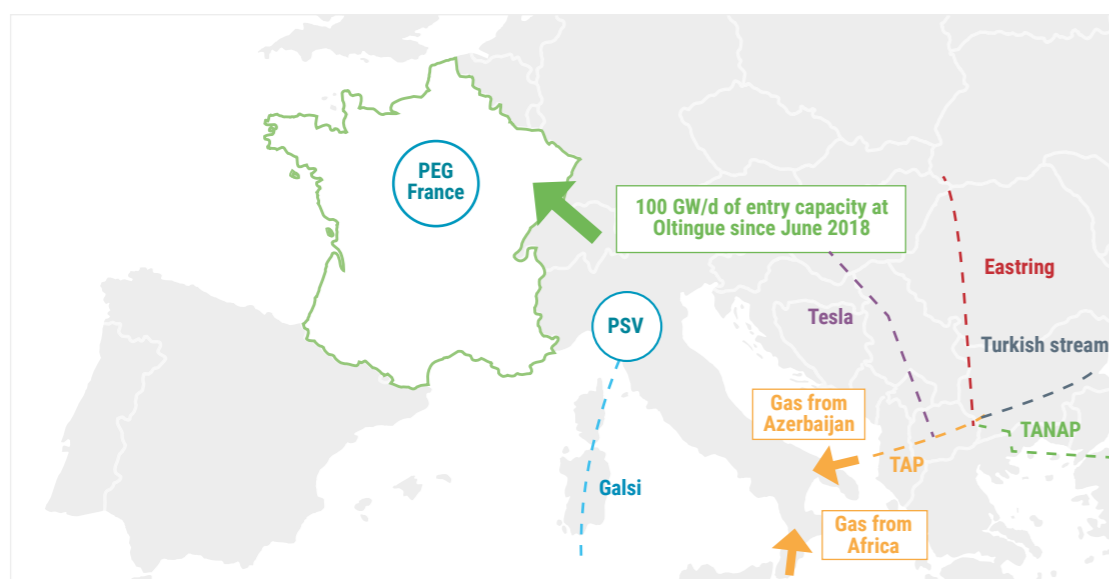 PEG
France
100 GW/d of entry capacity at
Oltingue since June 2018
Eastring
PSV
Tesla
Turkish stream
Gas from
Azerbaijan
TANAP
TAP
Galsi
Gas from
Africa